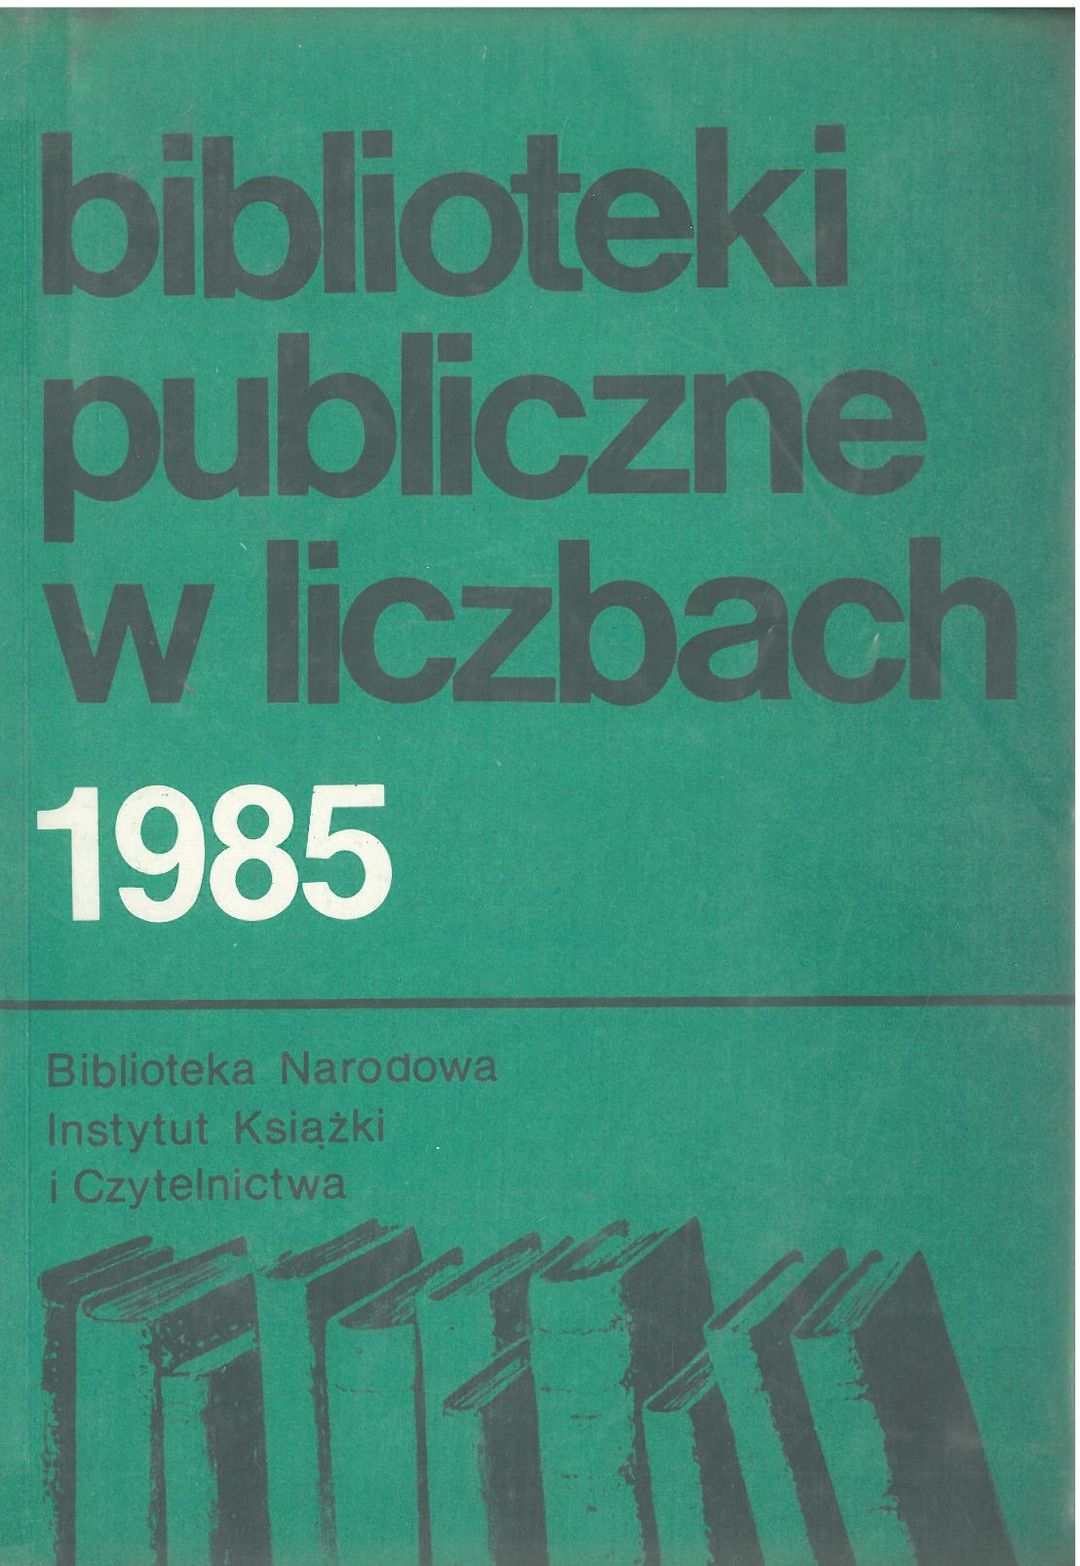 biblioteki
publiczne
w liczbach
1985
Biblioteka Narodowa
Instytut Książki
i Czytelnictwa